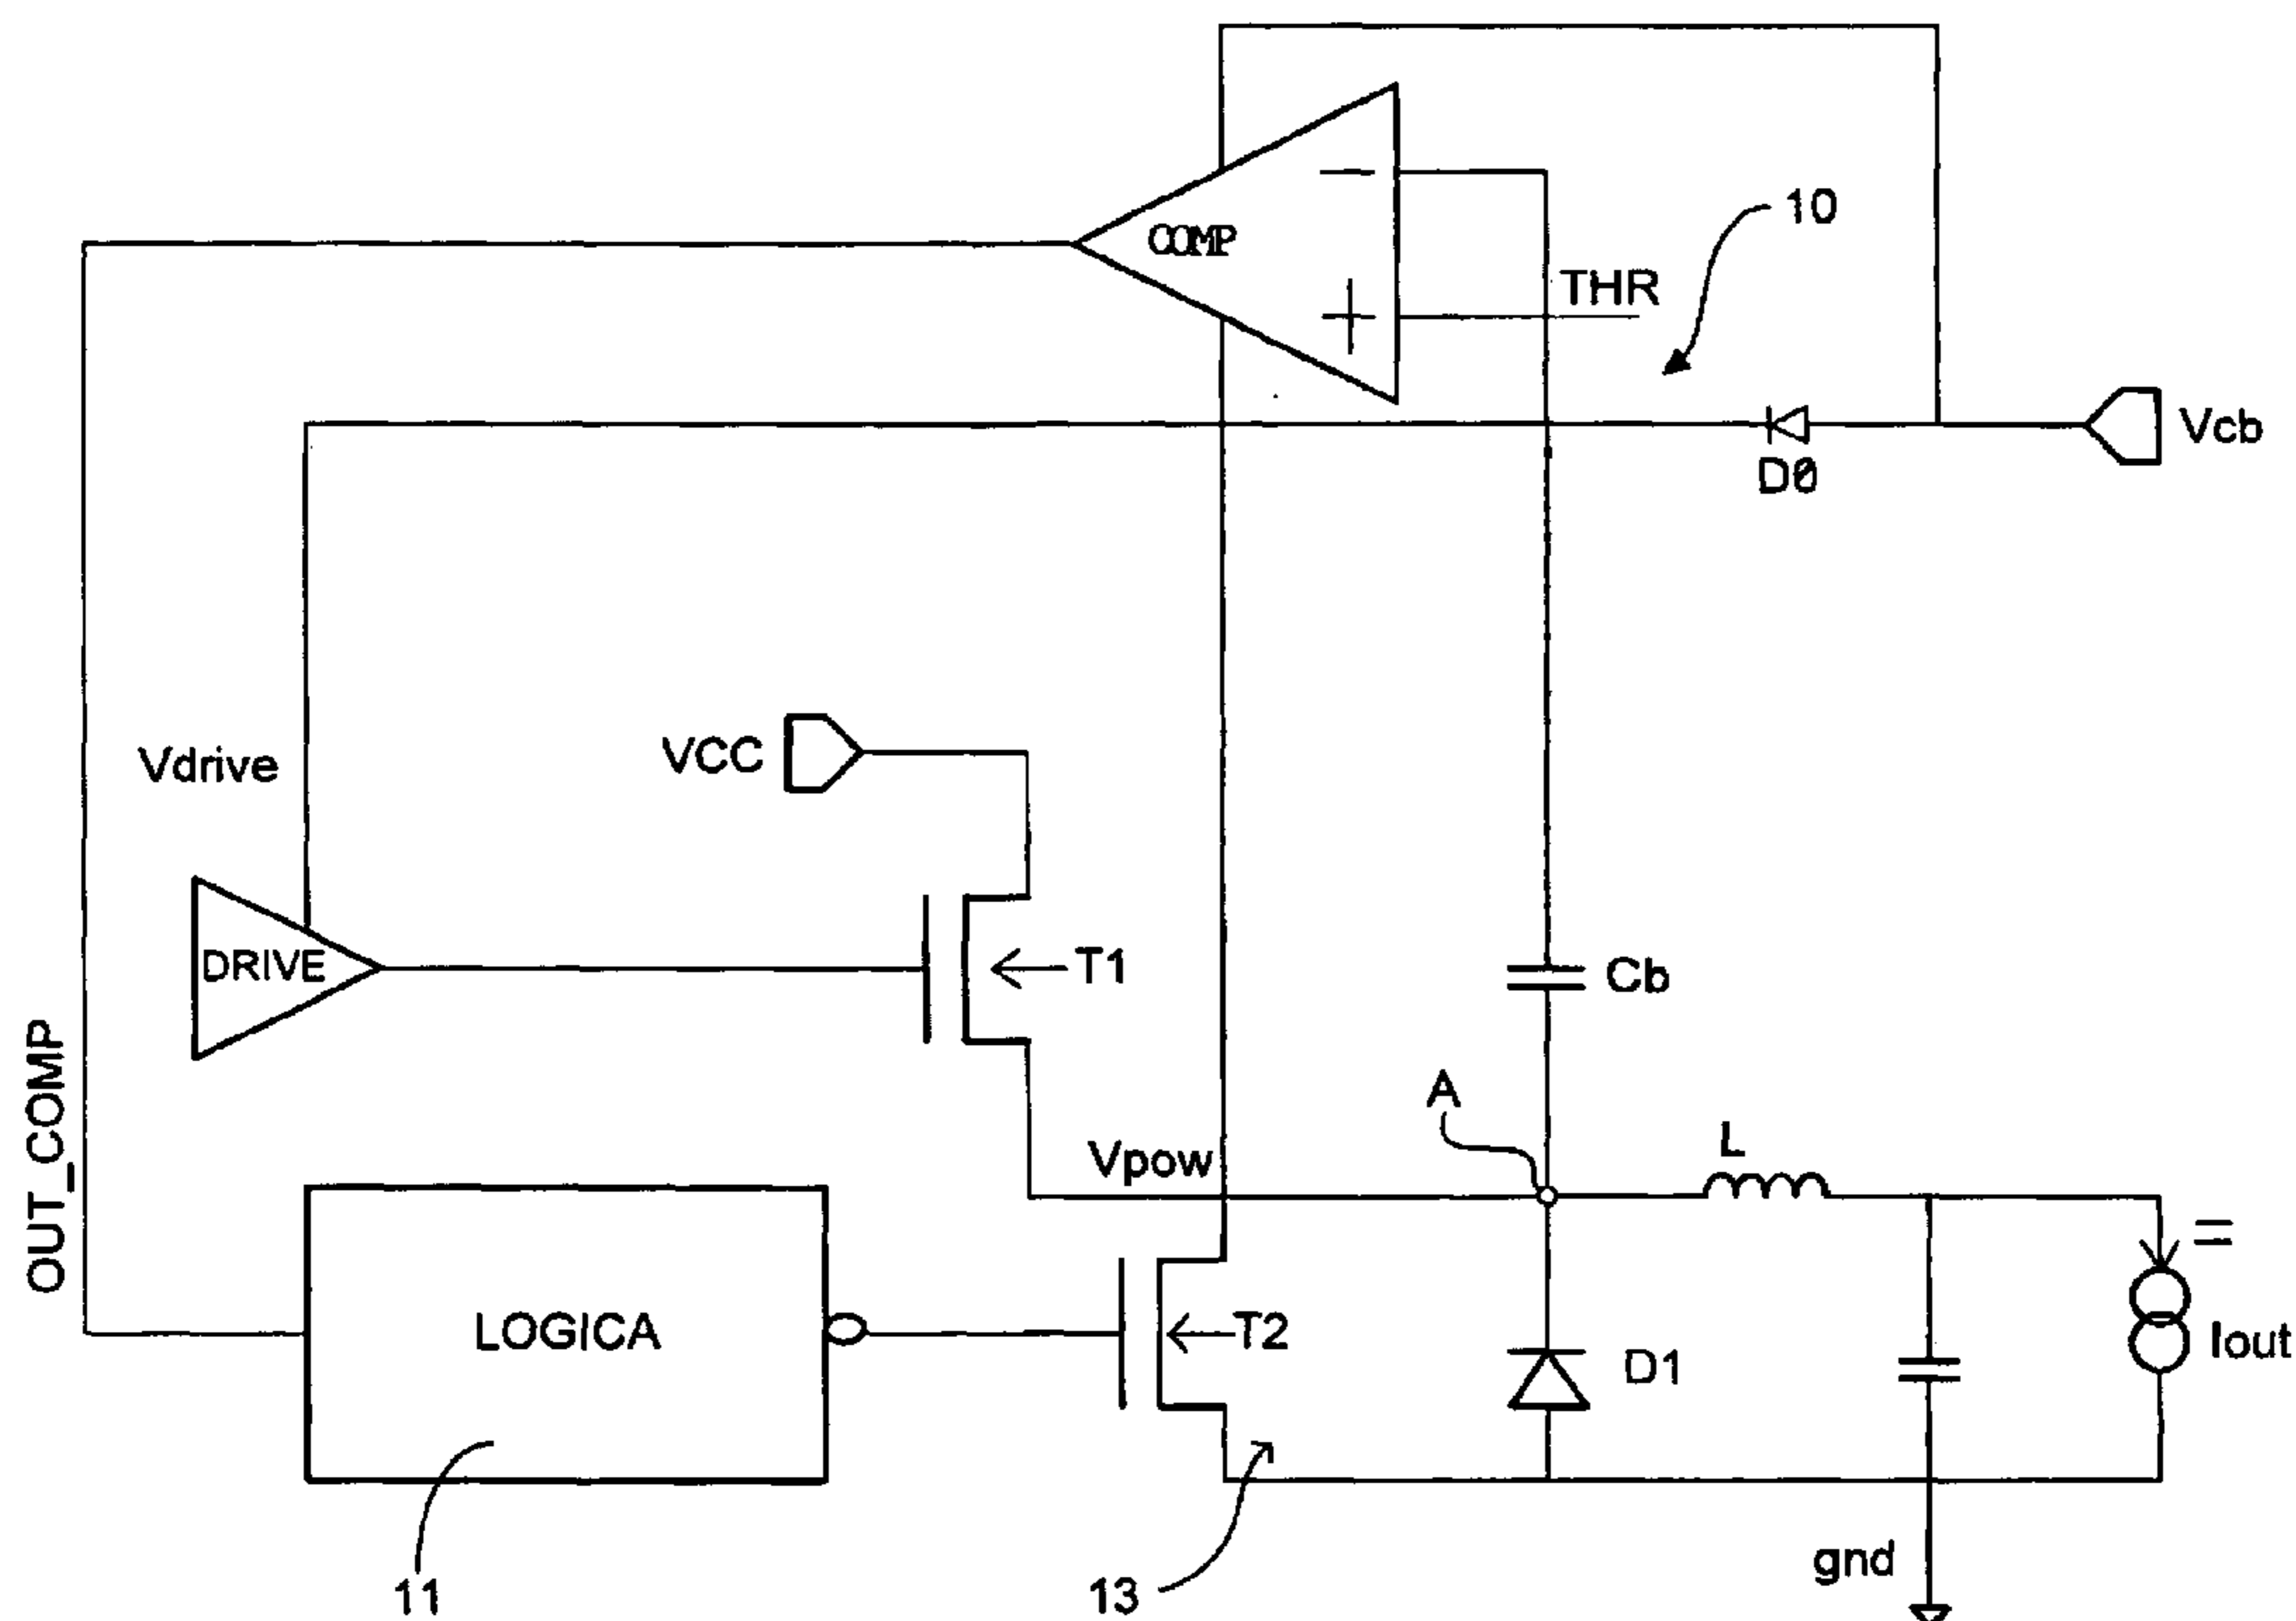 COMP
10
THR
Vcb
D0
Vdrive
VCC
DRIVE
T1
Cb
OUT_COMP
A
Vpow
L
LOGICA
T2
D1
Iout
11
13
gnd